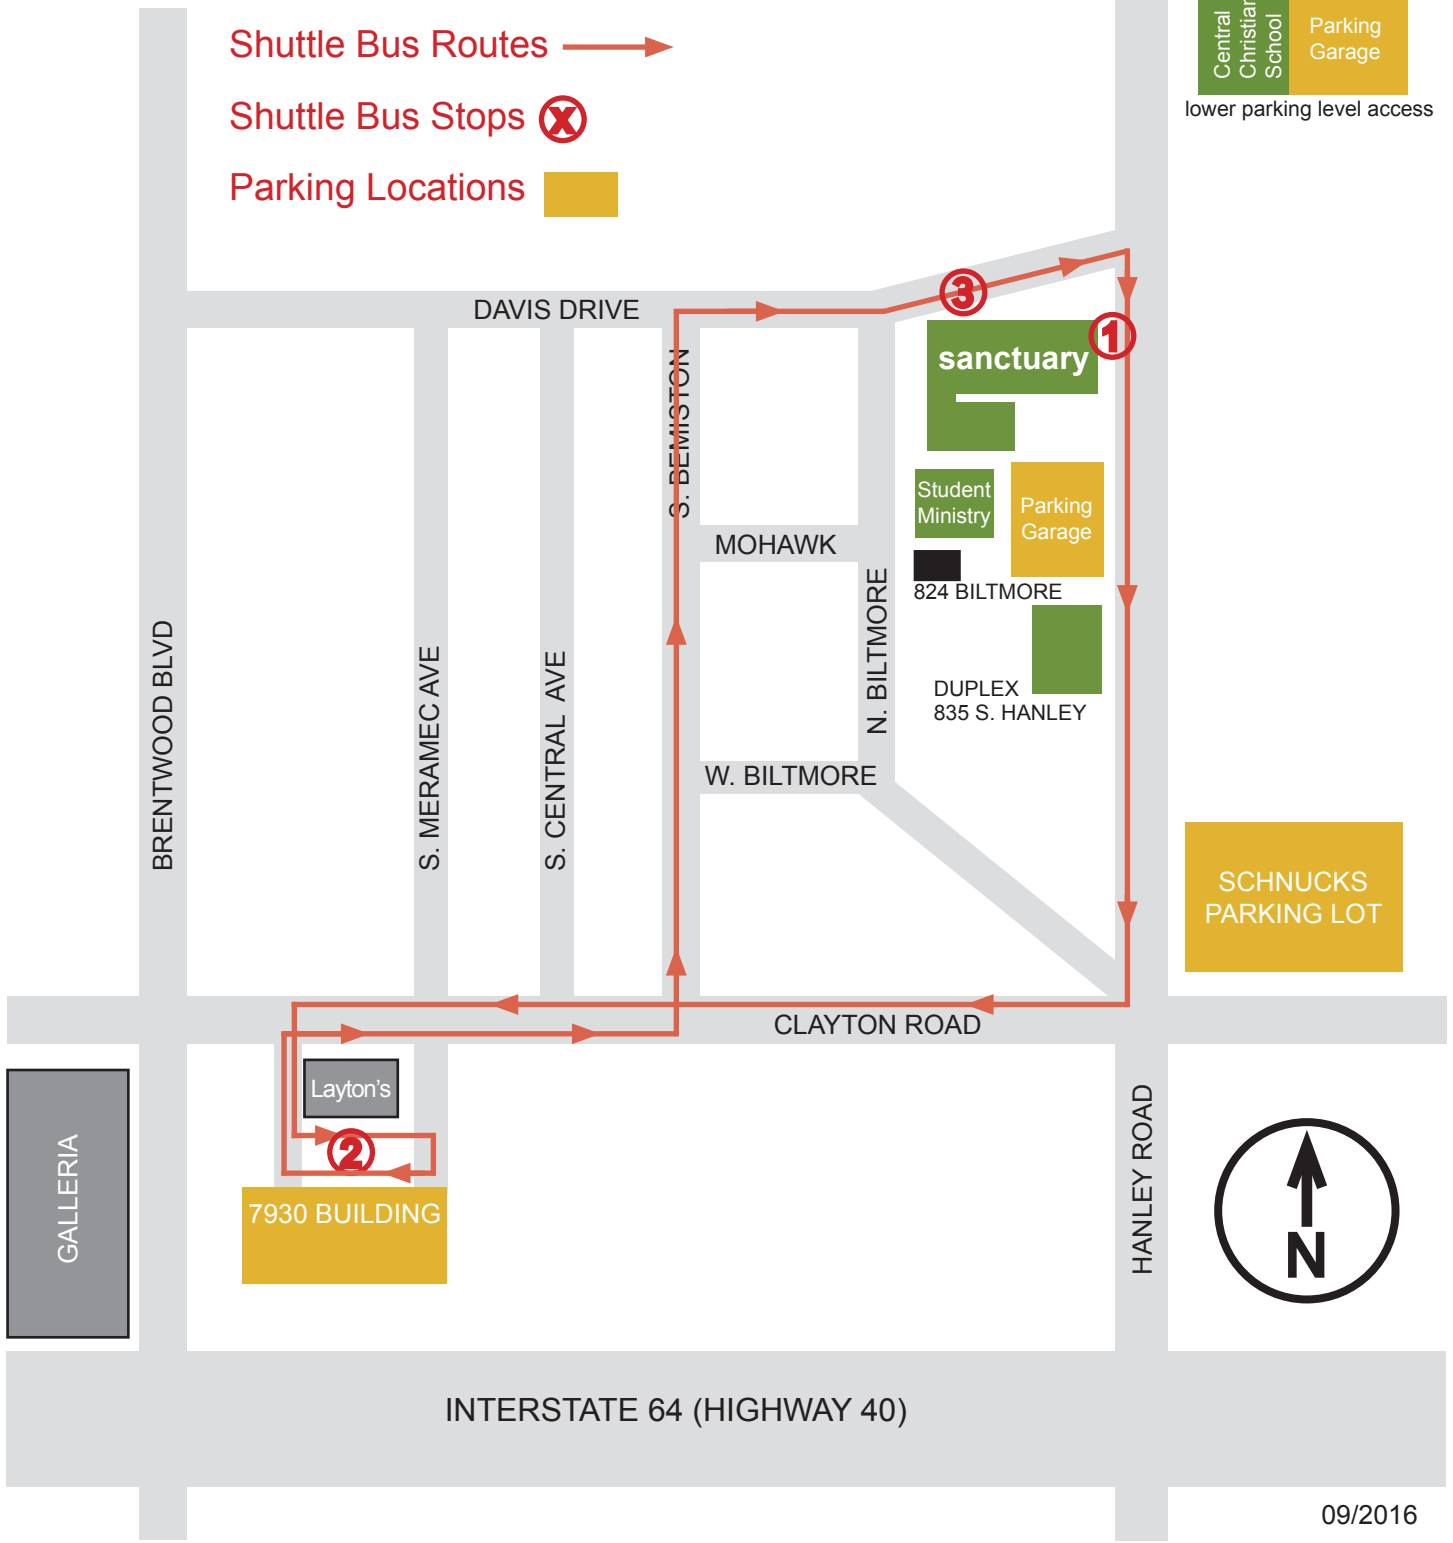 Shuttle Bus Routes
Shuttle Bus Stops X
Parking Locations
Central
Christian
School
Parking
Garage
lower parking level access
DAVIS DRIVE
3
1
sanctuary
S. BEMISTON
Student
Ministry
Parking
Garage
MOHAWK
824 BILTMORE
N. BILTMORE
BRENTWOOD BLVD
S. MERAMEC AVE
S. CENTRAL AVE
DUPLEX
835 S. HANLEY
W. BILTMORE
SCHNUCKS
PARKING LOT
CLAYTON ROAD
Layton's
2
7930 BUILDING
GALLERIA
HANLEY ROAD
N
INTERSTATE 64 (HIGHWAY 40)
09/2016